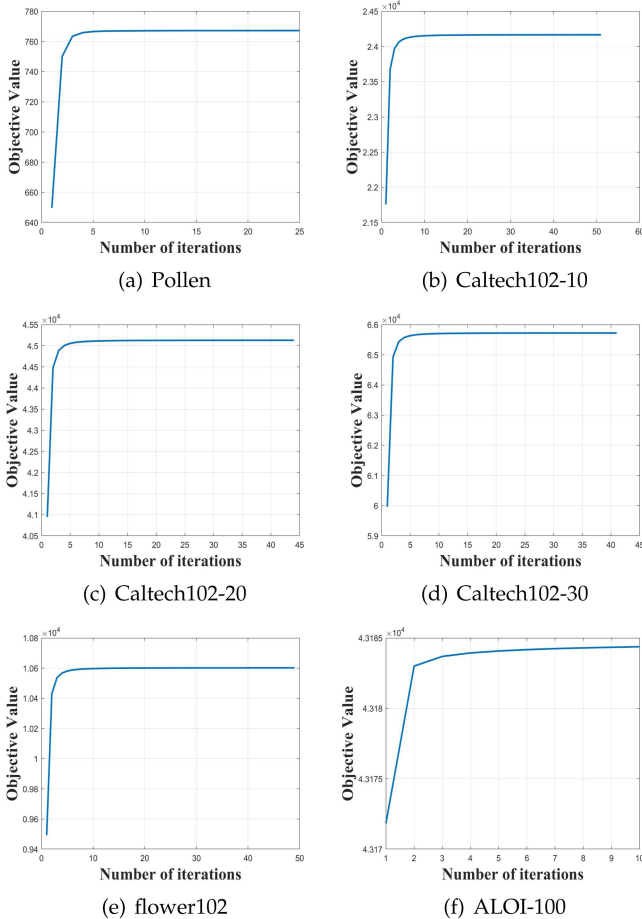 780
760
740
720
700
680
660
640
Objective Value
0 5 10 15 20 25
Number of iterations
(a) Pollen
×10⁴
2.45
2.4
2.35
2.3
2.25
2.2
2.15
Objective Value
0 10 20 30 40 50 60
Number of iterations
(b) Caltech102-10
×10⁴
4.55
4.5
4.45
4.4
4.35
4.3
4.25
4.2
4.15
4.1
4.05
Objective Value
0 5 10 15 20 25 30 35 40 45
Number of iterations
(c) Caltech102-20
×10⁴
6.6
6.5
6.4
6.3
6.2
6.1
6
5.9
Objective Value
0 5 10 15 20 25 30 35 40 45
Number of iterations
(d) Caltech102-30
×10⁴
1.08
1.06
1.04
1.02
1
0.98
0.96
0.94
Objective Value
0 10 20 30 40 50
Number of iterations
(e) flower102
×10⁴
4.3185
4.318
4.3175
4.317
Objective Value
1 2 3 4 5 6 7 8 9 10
Number of iterations
(f) ALOI-100